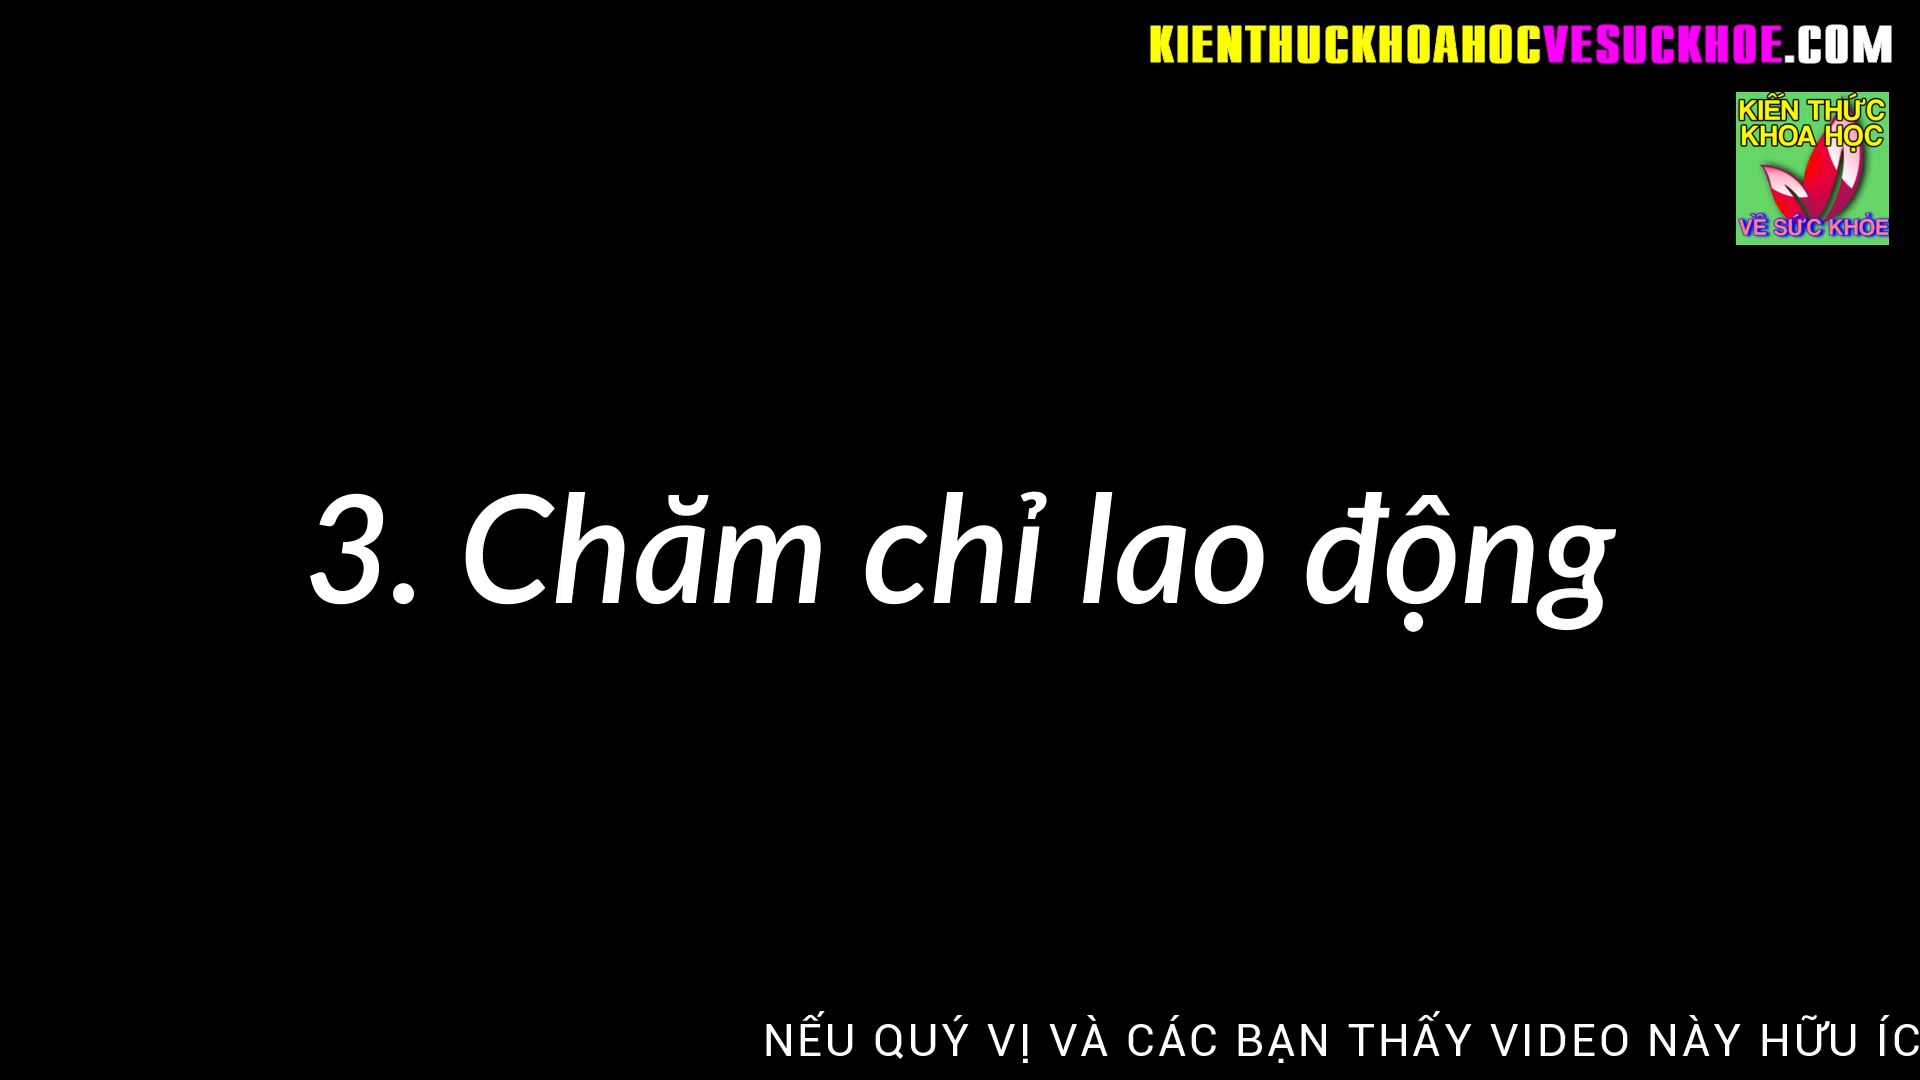 KIENTHUCKHOAHOCVESUCKHOE.COM
KIẾN THỨC
KHOA HỌC
VỀ SỨC KHỎE
3. Chăm chỉ lao động
NẾU QUÝ VỊ VÀ CÁC BẠN THẤY VIDEO NÀY HỮU ÍC